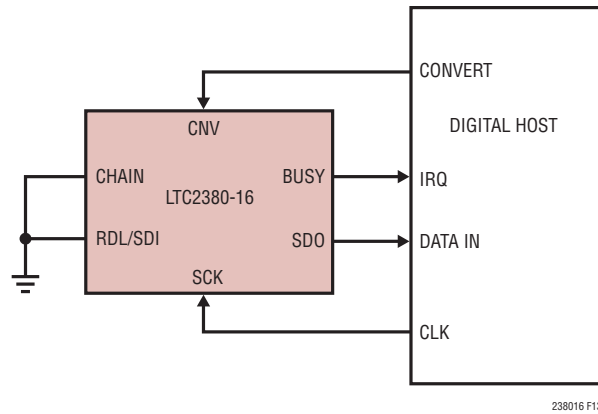 CONVERT
CNV
DIGITAL HOST
CHAIN
BUSY
IRQ
LTC2380-16
RDL/SDI
SDO
DATA IN
SCK
CLK